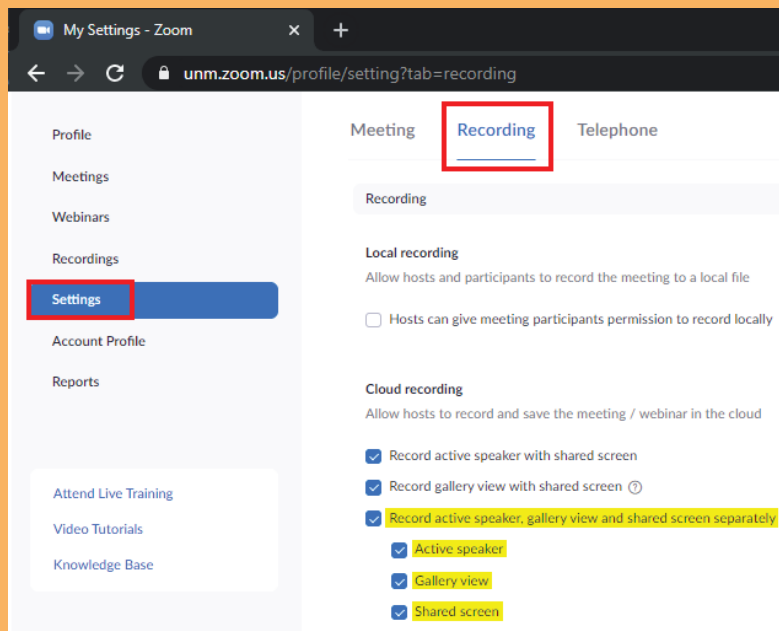 My Settings - Zoom
unm.zoom.us/profile/setting?tab=recording
Profile
Meetings
Webinars
Recordings
Settings
Account Profile
Reports
Attend Live Training
Video Tutorials
Knowledge Base
Meeting Recording Telephone
Recording
Local recording
Allow hosts and participants to record the meeting to a local file
Hosts can give meeting participants permission to record locally
Cloud recording
Allow hosts to record and save the meeting / webinar in the cloud
Record active speaker with shared screen
Record gallery view with shared screen ?
Record active speaker, gallery view and shared screen separately
Active speaker
Gallery view
Shared screen